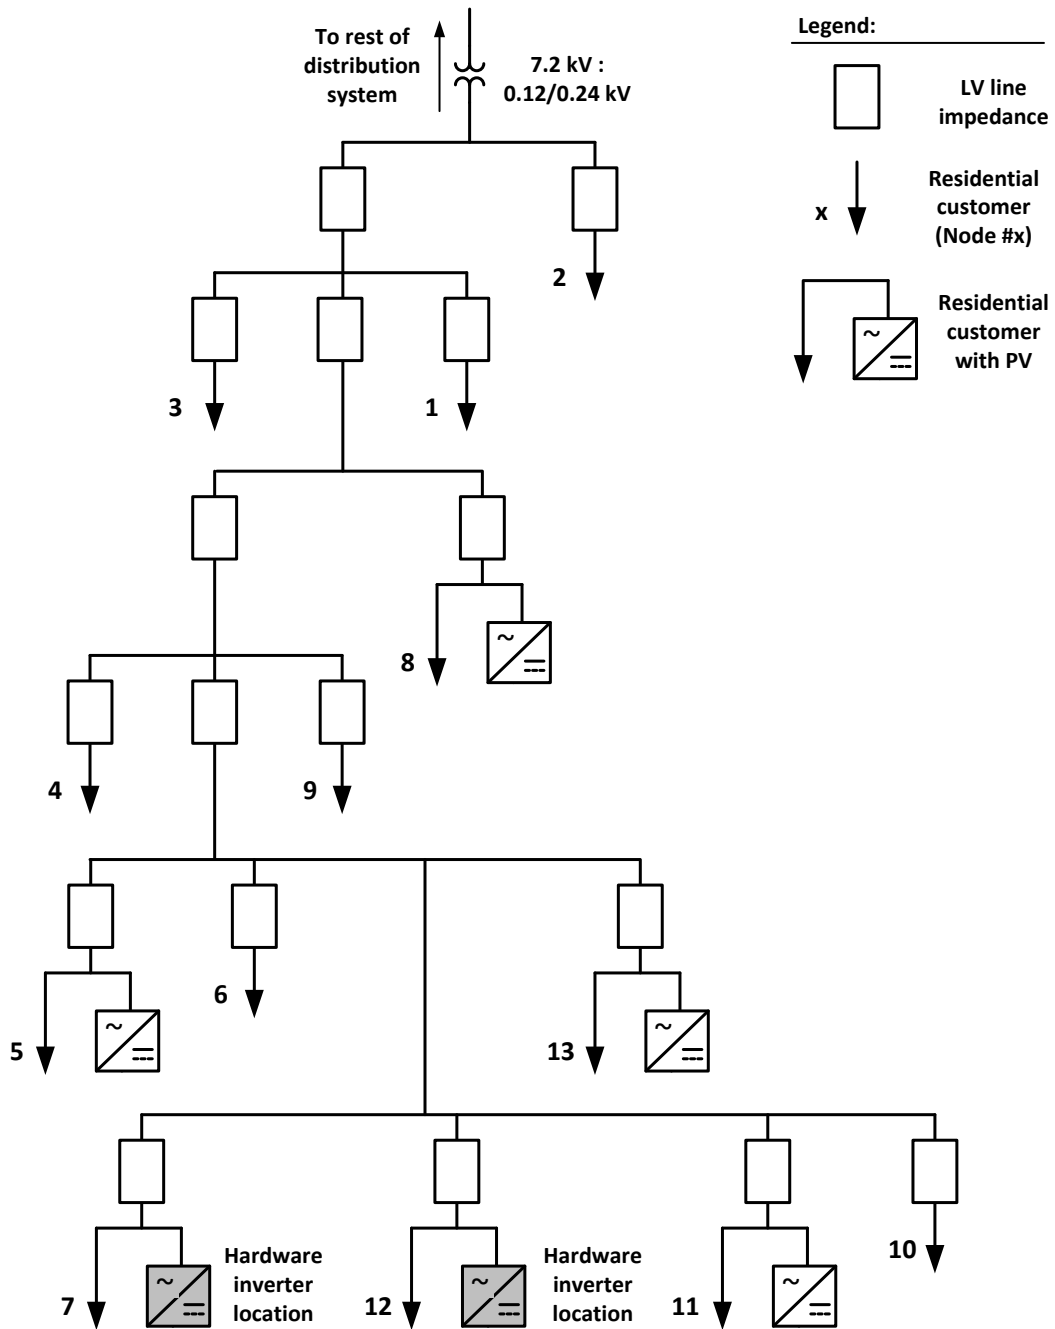 To rest of
distribution
system
7.2 kV :
0.12/0.24 kV
Legend:
LV line
impedance
x
Residential
customer
(Node #x)
Residential
customer
with PV
~
2
3
1
8
~
4
9
5
~
6
13
~
7
~
Hardware
inverter
location
12
~
Hardware
inverter
location
11
~
10